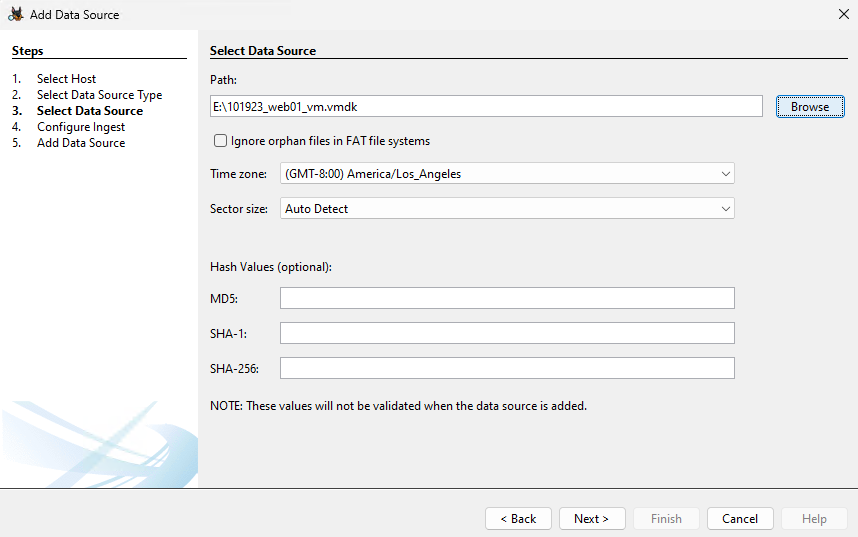 Add Data Source
Steps
1. Select Host
2. Select Data Source Type
3. Select Data Source
4. Configure Ingest
5. Add Data Source
Select Data Source
Path:
E:\101923_web01_vm.vmdk
Browse
Ignore orphan files in FAT file systems
Time zone: (GMT-8:00) America/Los_Angeles
Sector size: Auto Detect
Hash Values (optional):
MD5:
SHA-1:
SHA-256:
NOTE: These values will not be validated when the data source is added.
< Back Next > Finish Cancel Help